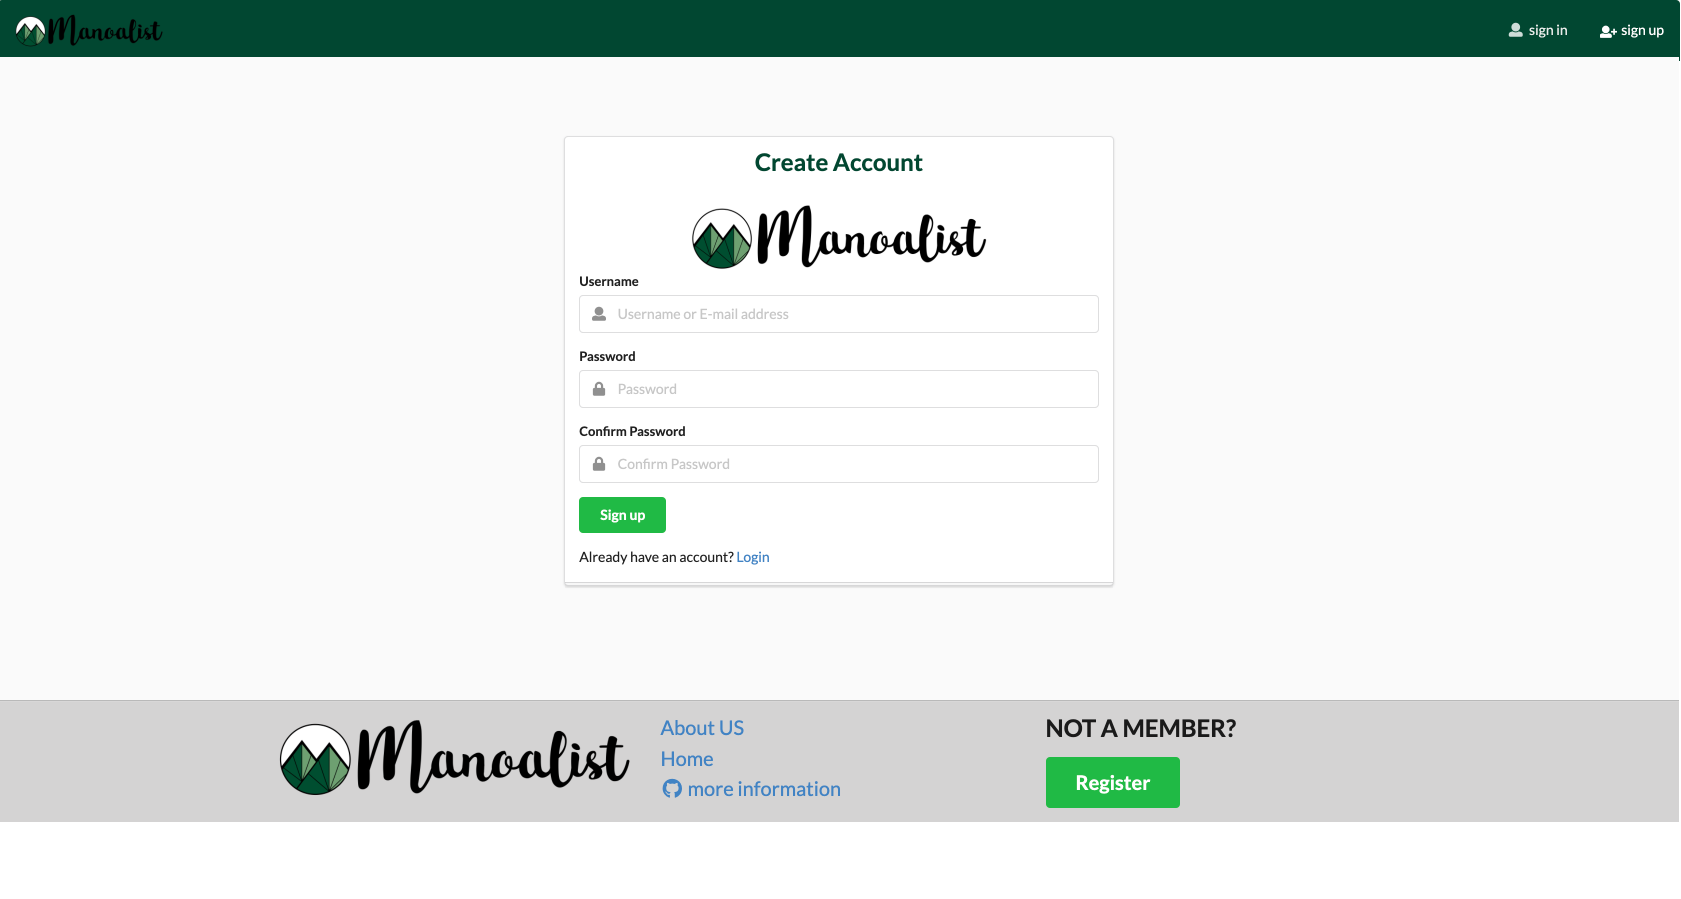 Manoalist
sign in
sign up
Create Account
Manoalist
Username
Username or E-mail address
Password
Password
Confirm Password
Confirm Password
Sign up
Already have an account? Login
Manoalist
About US
Home
more information
NOT A MEMBER?
Register